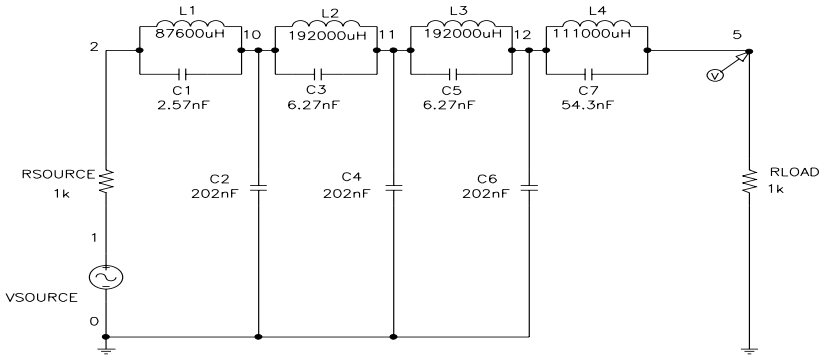 L1
87600uH
C1
2.57nF
L2
192000uH
C3
6.27nF
L3
192000uH
C5
6.27nF
L4
111000uH
C7
54.3nF
2
10
11
12
5
V
RSOURCE
1k
C2
202nF
C4
202nF
C6
202nF
RLOAD
1k
1
VSOURCE
0